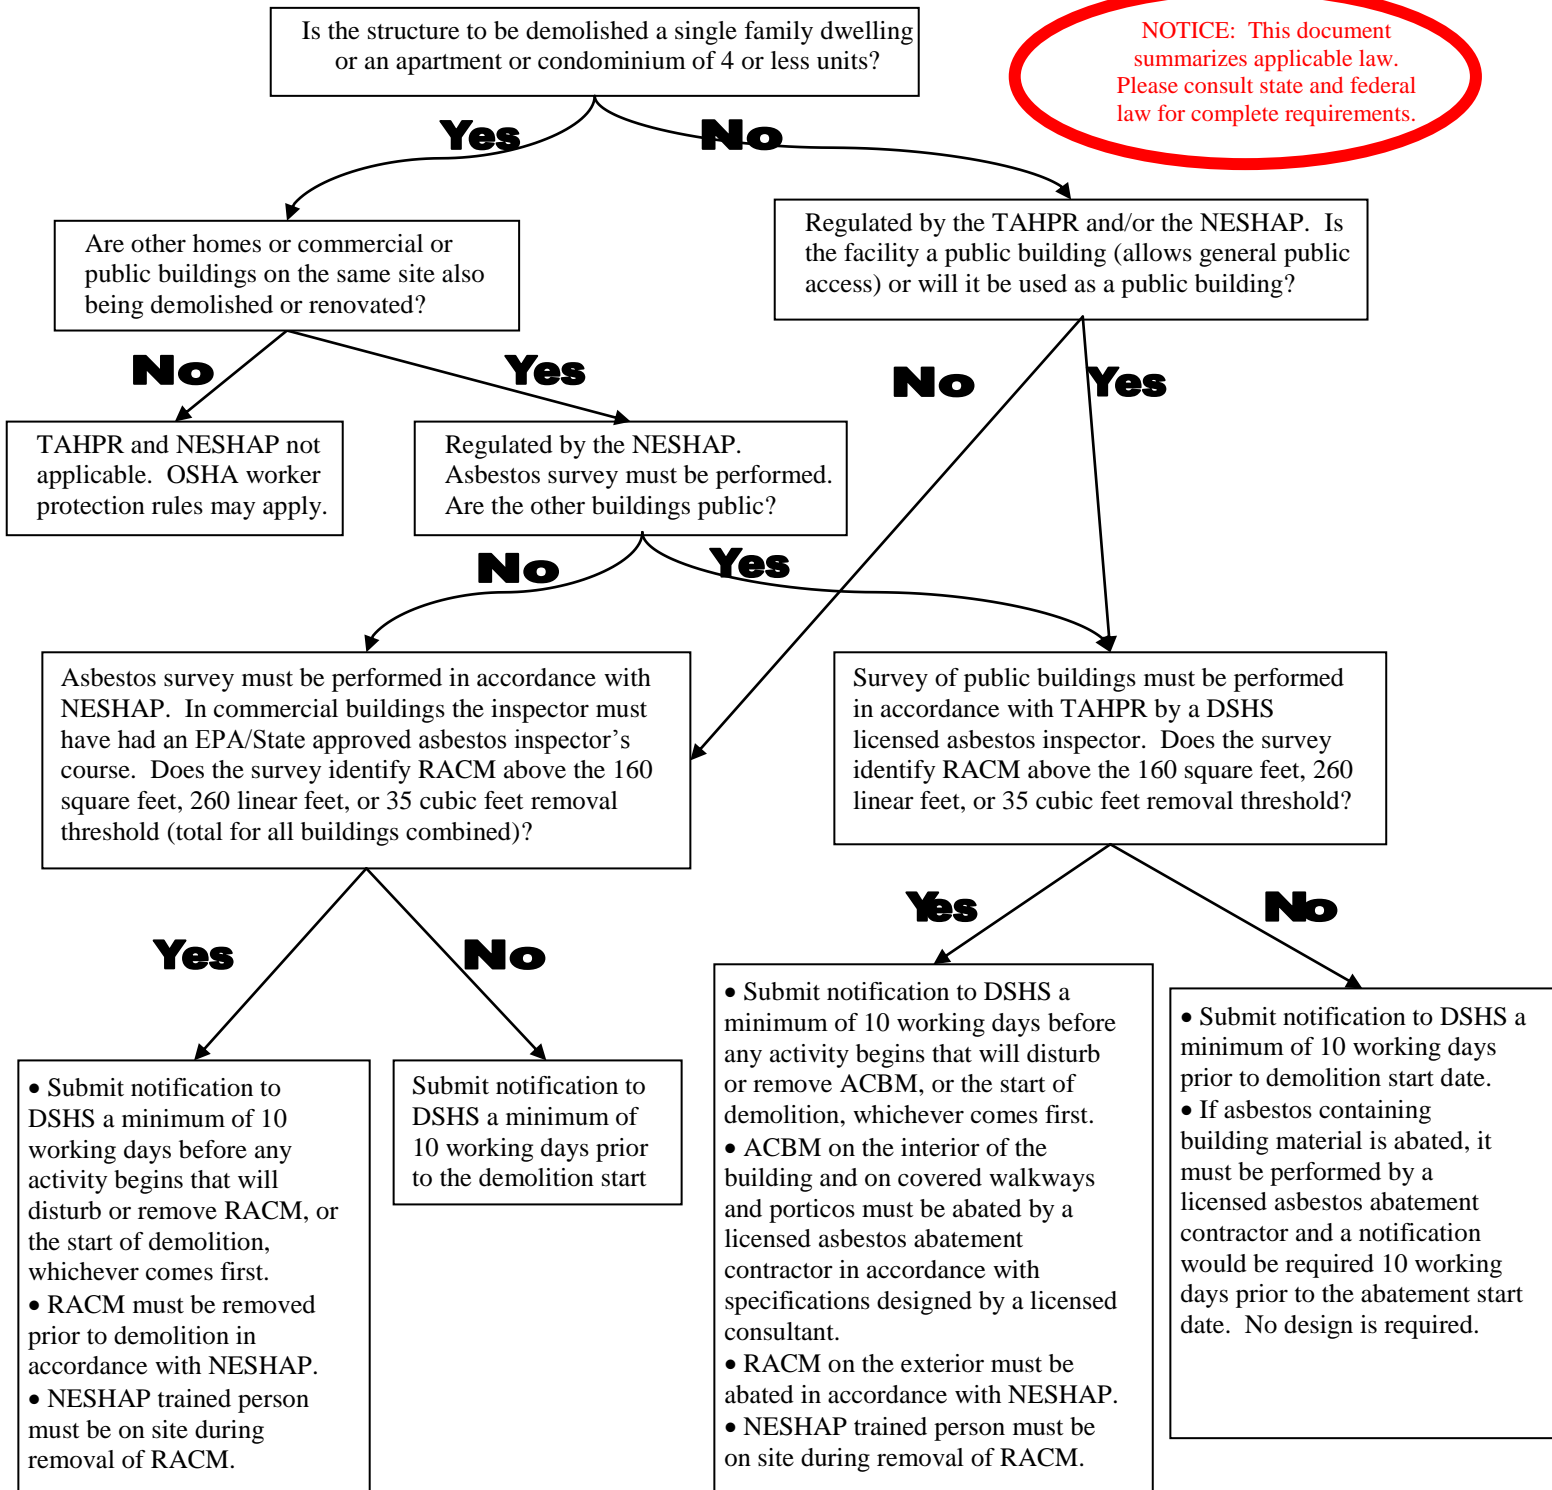 Is the structure to be demolished a single family dwelling
or an apartment or condominium of 4 or less units?
NOTICE: This document
summarizes applicable law.
Please consult state and federal
law for complete requirements.
Yes
No
Are other homes or commercial or
public buildings on the same site also
being demolished or renovated?
Regulated by the TAHPR and/or the NESHAP. Is
the facility a public building (allows general public
access) or will it be used as a public building?
No
Yes
No
Yes
TAHPR and NESHAP not
applicable. OSHA worker
protection rules may apply.
Regulated by the NESHAP.
Asbestos survey must be performed.
Are the other buildings public?
No
Yes
Asbestos survey must be performed in accordance with
NESHAP. In commercial buildings the inspector must
have had an EPA/State approved asbestos inspector's
course. Does the survey identify RACM above the 160
square feet, 260 linear feet, or 35 cubic feet removal
threshold (total for all buildings combined)?
Survey of public buildings must be performed
in accordance with TAHPR by a DSHS
licensed asbestos inspector. Does the survey
identify RACM above the 160 square feet, 260
linear feet, or 35 cubic feet removal threshold?
Yes
No
Yes
No
• Submit notification to
DSHS a minimum of 10
working days before any
activity begins that will
disturb or remove RACM, or
the start of demolition,
whichever comes first.
• RACM must be removed
prior to demolition in
accordance with NESHAP.
• NESHAP trained person
must be on site during
removal of RACM.
Submit notification to
DSHS a minimum of
10 working days prior
to the demolition start
• Submit notification to DSHS a
minimum of 10 working days before
any activity begins that will disturb
or remove ACBM, or the start of
demolition, whichever comes first.
• ACBM on the interior of the
building and on covered walkways
and porticos must be abated by a
licensed asbestos abatement
contractor in accordance with
specifications designed by a licensed
consultant.
• RACM on the exterior must be
abated in accordance with NESHAP.
• NESHAP trained person must be
on site during removal of RACM.
• Submit notification to DSHS a
minimum of 10 working days
prior to demolition start date.
• If asbestos containing
building material is abated, it
must be performed by a
licensed asbestos abatement
contractor and a notification
would be required 10 working
days prior to the abatement start
date. No design is required.